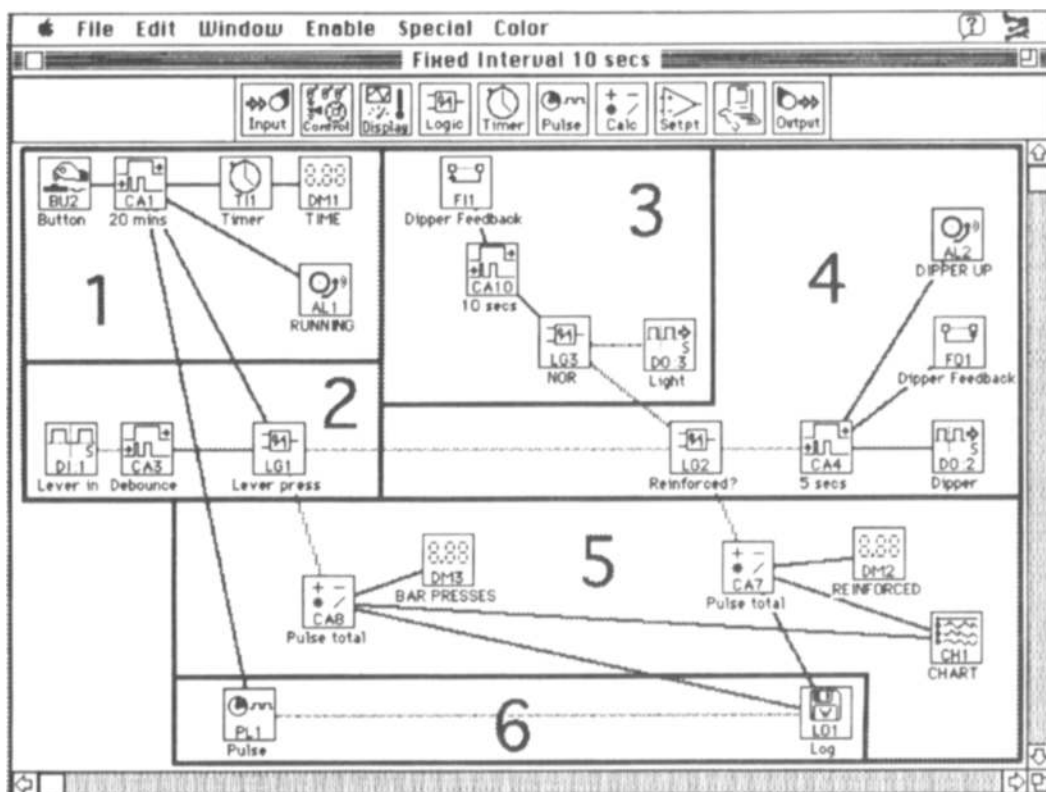 File Edit Window Enable Special Color
Fixed Interval 10 secs
Input Control Display Logic Timer Pulse Calc Setpt Output
BU2
Button
CA1
20 mins
TI1
Timer
DM1
TIME
AL1
RUNNING
1
FI1
Dipper Feedback
CA10
10 secs
LG3
NOR
DO:3
Light
3
4
AL2
DIPPER UP
FO1
Dipper Feedback
2
DI:1
Lever in
CA3
Debounce
LG1
Lever press
LG2
Reinforced?
CA4
5 secs
DO:2
Dipper
5
CA8
Pulse total
DM3
BAR PRESSES
CA7
Pulse total
DM2
REINFORCED
CH1
CHART
6
PL1
Pulse
LO1
Log